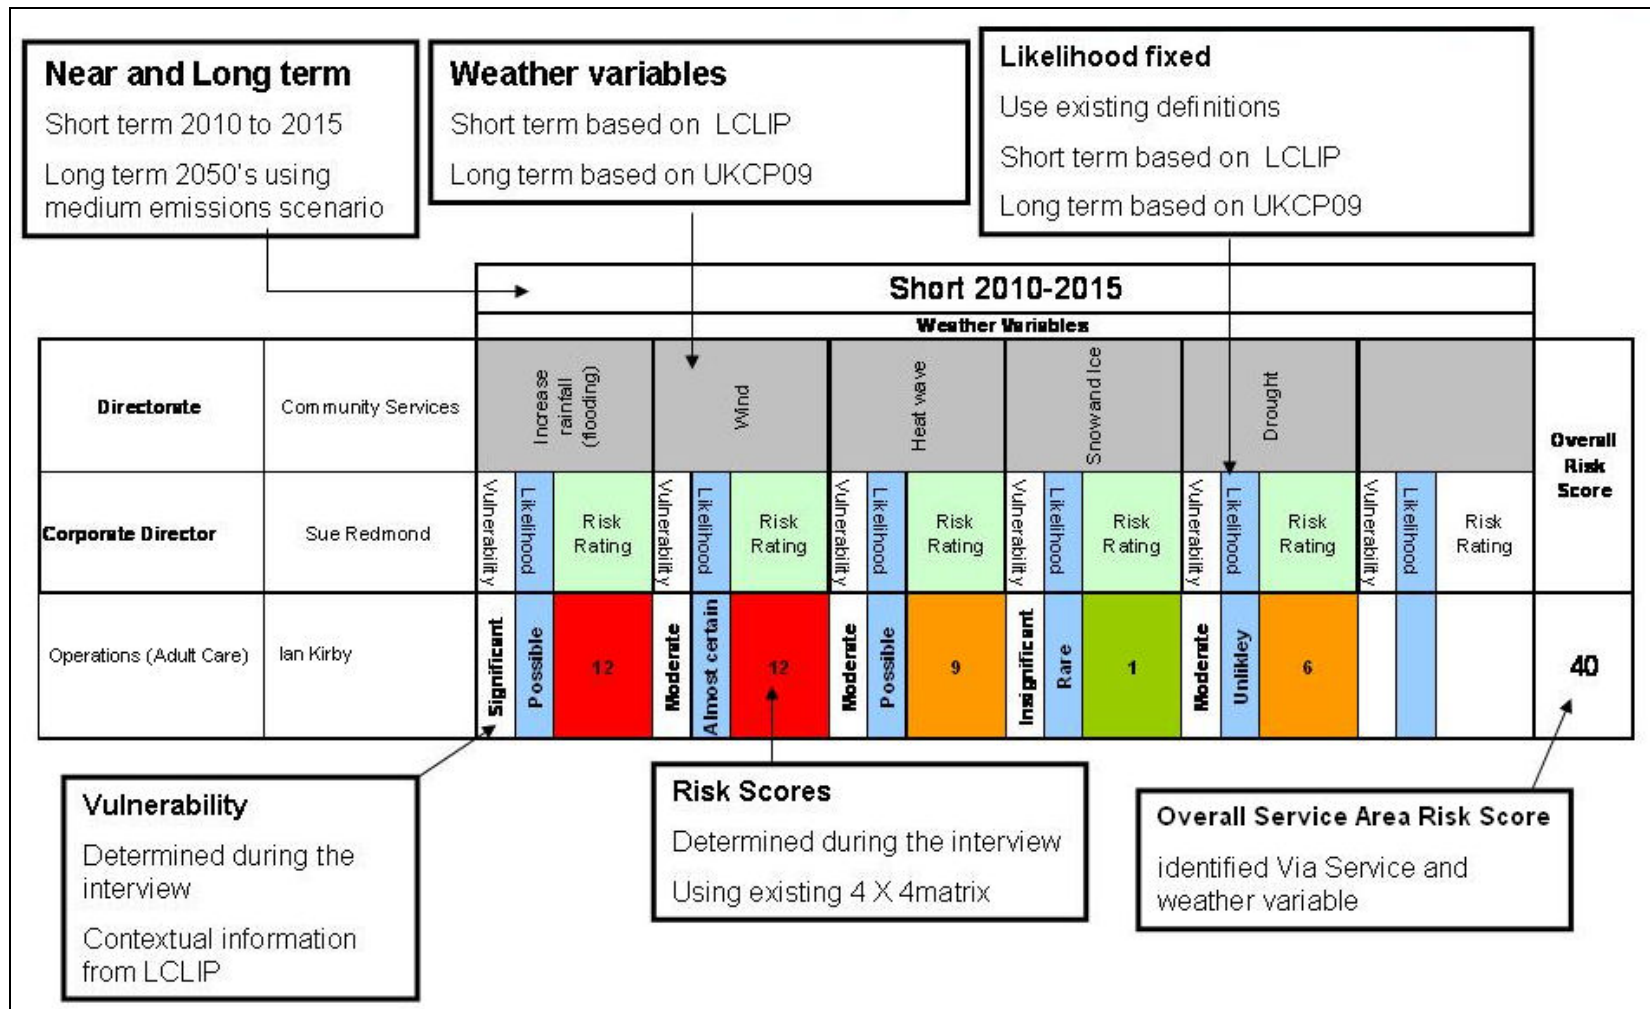 Near and Long term
Short term 2010 to 2015
Long term 2050's using
medium emissions scenario
Weather variables
Short term based on LCLIP
Long term based on UKCP09
Likelihood fixed
Use existing definitions
Short term based on LCLIP
Long term based on UKCP09
Short 2010-2015
Weather Variables
Directorate
Community Services
Increase
rainfall
(flooding)
Wind
Heat wave
Snow and Ice
Drought
Overall
Risk
Score
Corporate Director
Sue Redmond
Vulnerability
Likelihood
Risk
Rating
Vulnerability
Likelihood
Risk
Rating
Vulnerability
Likelihood
Risk
Rating
Vulnerability
Likelihood
Risk
Rating
Vulnerability
Likelihood
Risk
Rating
Vulnerability
Likelihood
Risk
Rating
Operations (Adult Care)
Ian Kirby
Significant
Possible
12
Moderate
Almost certain
12
Moderate
Possible
9
Insignificant
Rare
1
Moderate
Unlikley
6
40
Vulnerability
Determined during the
interview
Contextual information
from LCLIP
Risk Scores
Determined during the interview
Using existing 4 X 4matrix
Overall Service Area Risk Score
identified Via Service and
weather variable